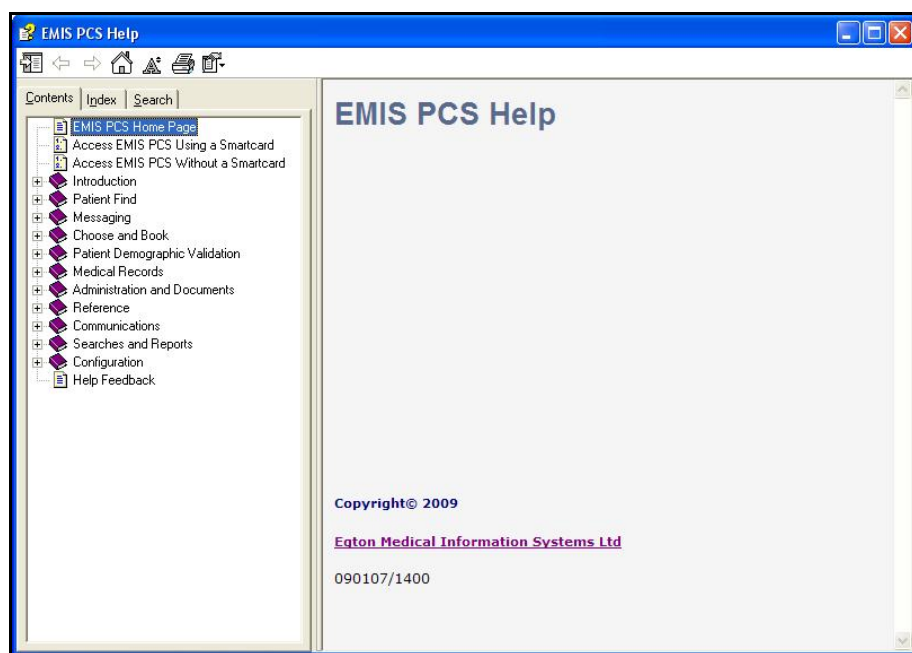 EMIS PCS Help
Contents Index Search
EMIS PCS Home Page
Access EMIS PCS Using a Smartcard
Access EMIS PCS Without a Smartcard
Introduction
Patient Find
Messaging
Choose and Book
Patient Demographic Validation
Medical Records
Administration and Documents
Reference
Communications
Searches and Reports
Configuration
Help Feedback
EMIS PCS Help
Copyright© 2009
Egton Medical Information Systems Ltd
090107/1400